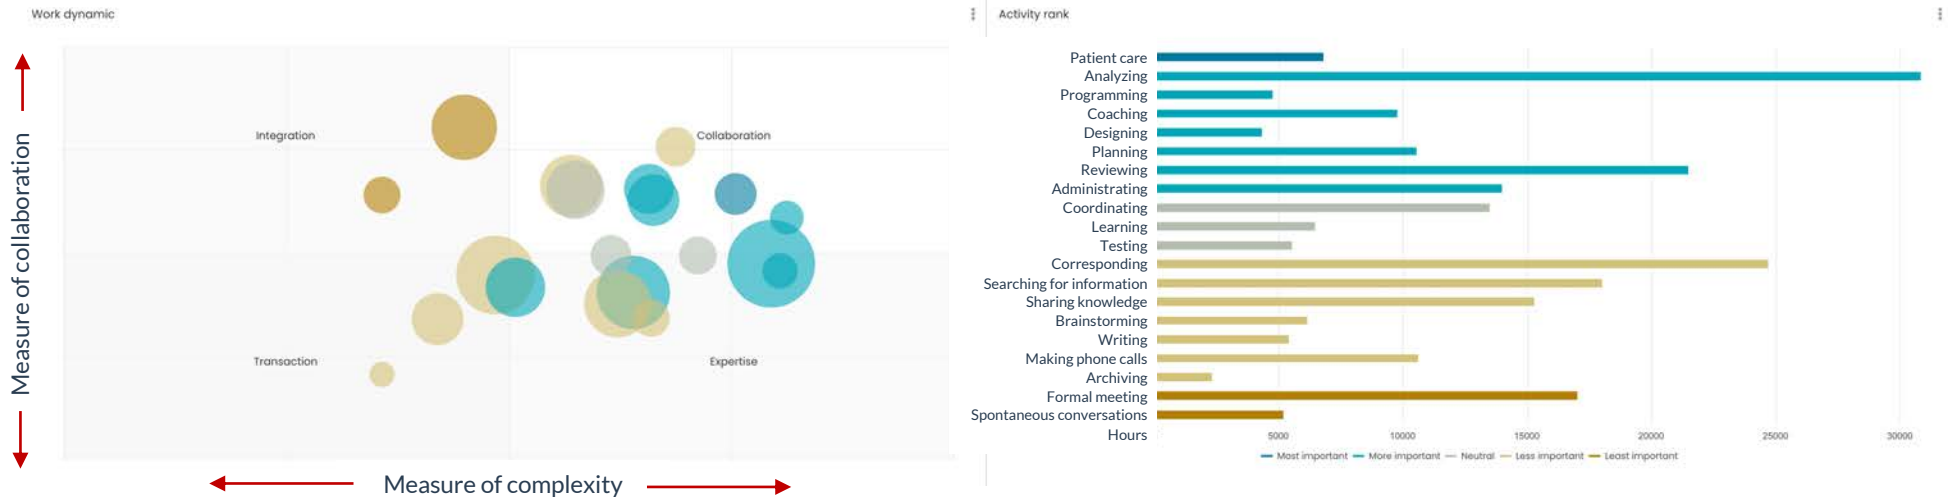 Work dynamic
Measure of collaboration
Integration
Collaboration
Transaction
Expertise
Measure of complexity
Activity rank
Patient care
Analyzing
Programming
Coaching
Designing
Planning
Reviewing
Administrating
Coordinating
Learning
Testing
Corresponding
Searching for information
Sharing knowledge
Brainstorming
Writing
Making phone calls
Archiving
Formal meeting
Spontaneous conversations
Hours 5000 10000 15000 20000 25000 30000
Most important More important Neutral Less important Least important